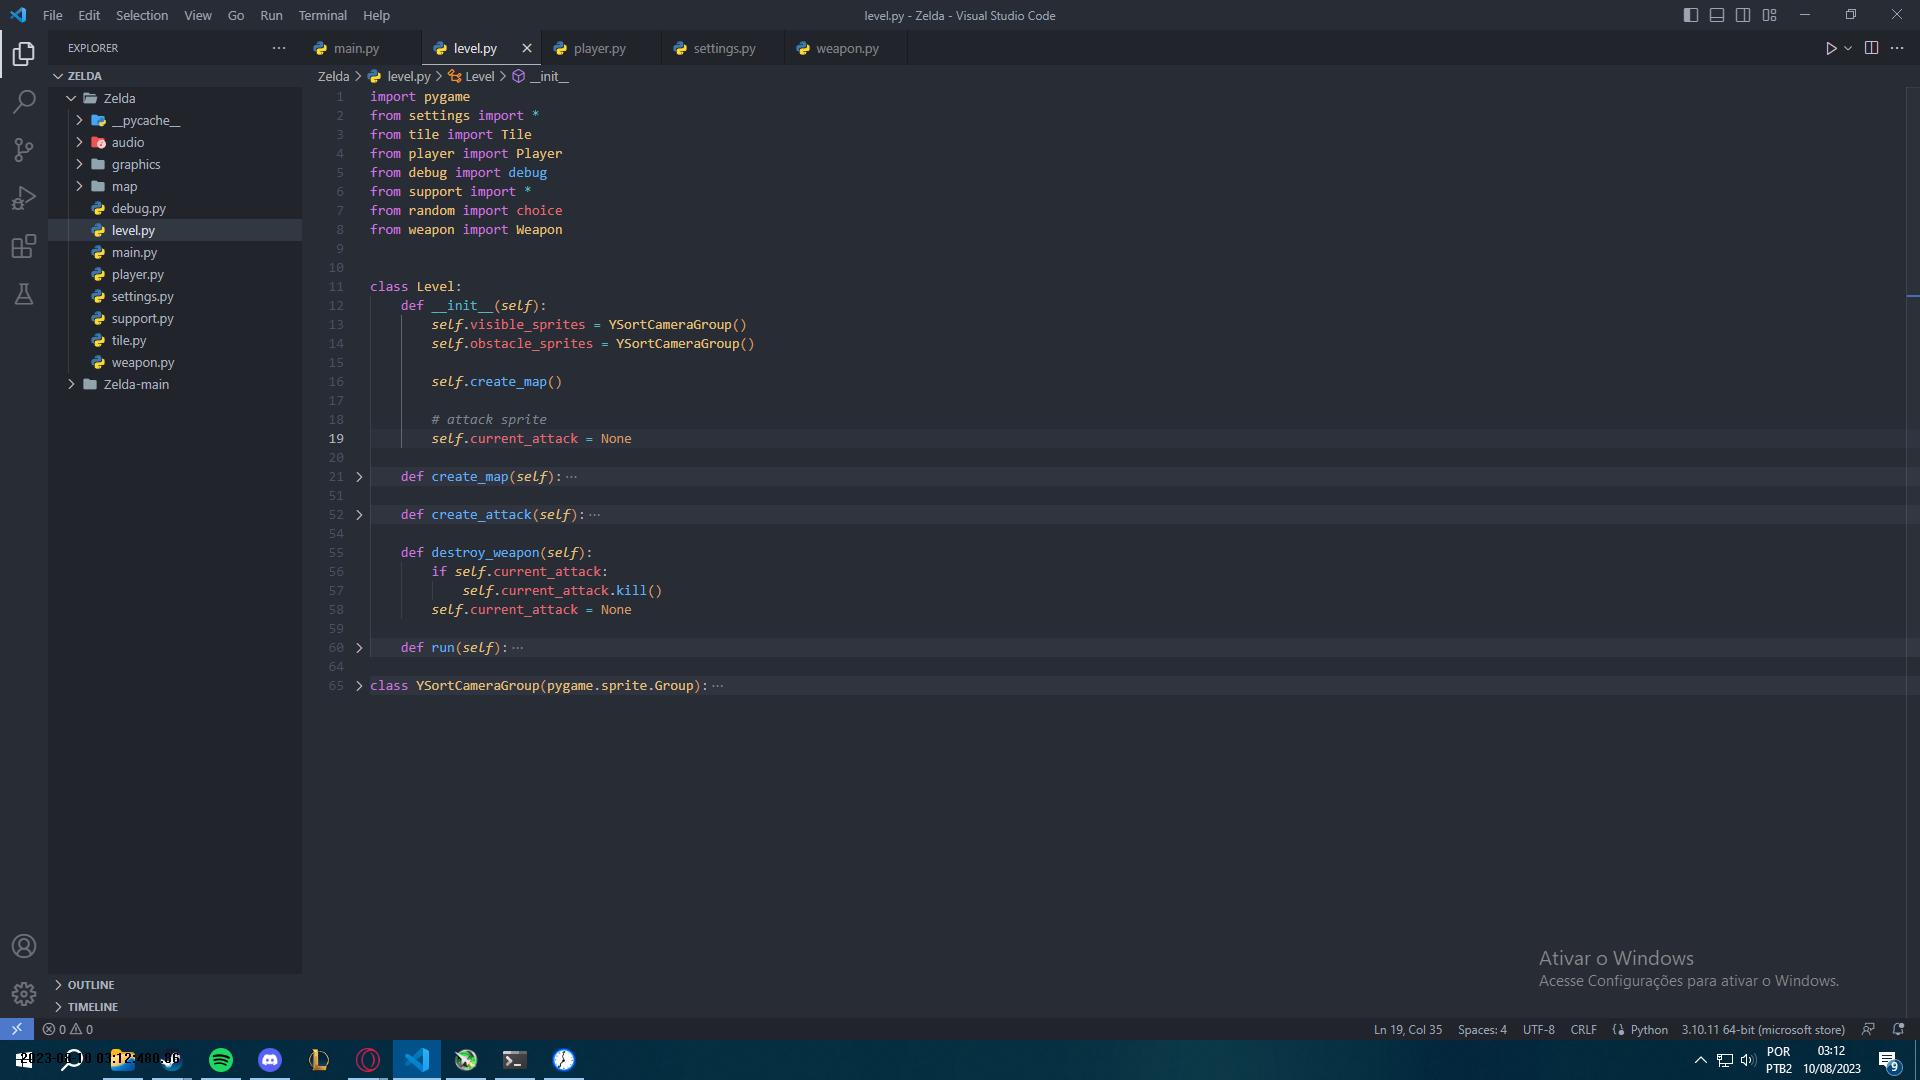 File Edit Selection View Go Run Terminal Help
level.py - Zelda - Visual Studio Code
EXPLORER
ZELDA
Zelda
__pycache__
audio
graphics
map
debug.py
level.py
main.py
player.py
settings.py
support.py
tile.py
weapon.py
Zelda-main
OUTLINE
TIMELINE
main.py level.py player.py settings.py weapon.py
Zelda > level.py > Level > __init__
1 import pygame
2 from settings import *
3 from tile import Tile
4 from player import Player
5 from debug import debug
6 from support import *
7 from random import choice
8 from weapon import Weapon
9
10
11 class Level:
12 def __init__(self):
13 self.visible_sprites = YSortCameraGroup()
14 self.obstacle_sprites = YSortCameraGroup()
15
16 self.create_map()
17
18 # attack sprite
19 self.current_attack = None
20
21 def create_map(self): ...
51
52 def create_attack(self): ...
54
55 def destroy_weapon(self):
56 if self.current_attack:
57 self.current_attack.kill()
58 self.current_attack = None
59
60 def run(self): ...
64
65 class YSortCameraGroup(pygame.sprite.Group): ...
Ativar o Windows
Acesse Configurações para ativar o Windows.
0 0
Ln 19, Col 35 Spaces: 4 UTF-8 CRLF Python 3.10.11 64-bit (microsoft store)
POR
PTB2
03:12
10/08/2023
9